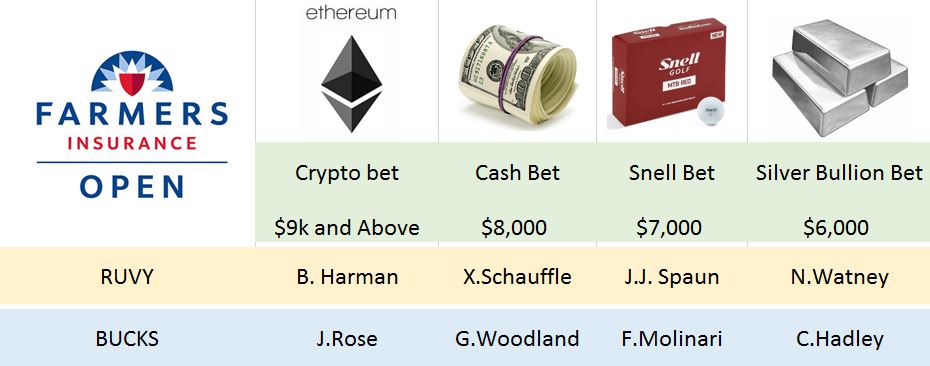 ethereum
FARMERS
INSURANCE
OPEN
NEW
Snell
GOLF
MTB RED
Crypto bet
Cash Bet
Snell Bet
Silver Bullion Bet
$9k and Above
$8,000
$7,000
$6,000
RUVY
B. Harman
X.Schauffle
J.J. Spaun
N.Watney
BUCKS
J.Rose
G.Woodland
F.Molinari
C.Hadley